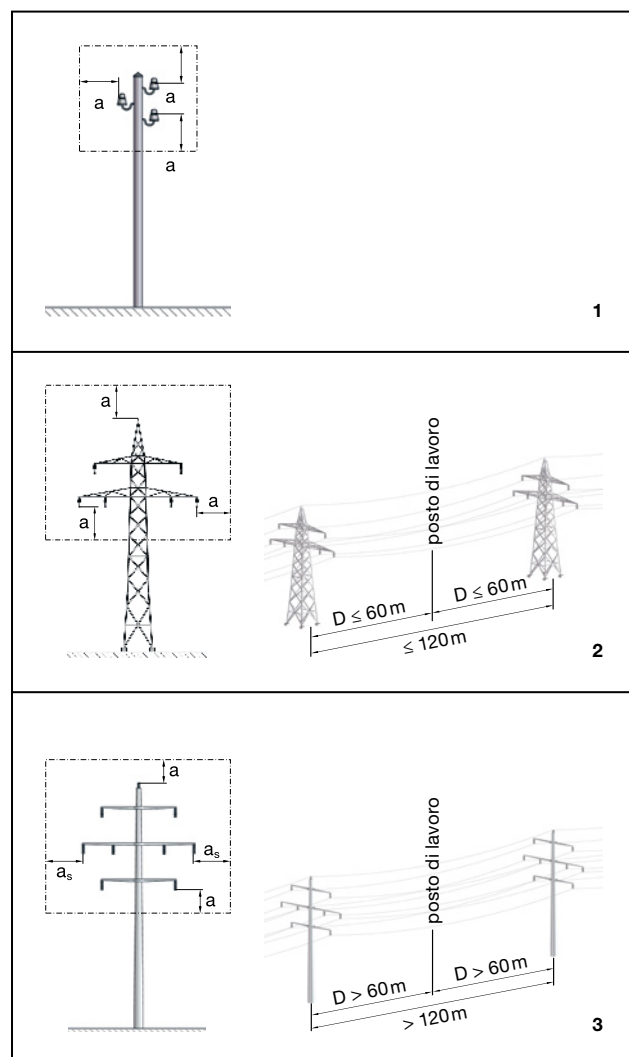 a
a
a
1
a
a
a
posto di lavoro
D ≤ 60 m
D ≤ 60 m
≤ 120 m
2
a
aₛ
aₛ
a
posto di lavoro
D > 60 m
D > 60 m
> 120 m
3